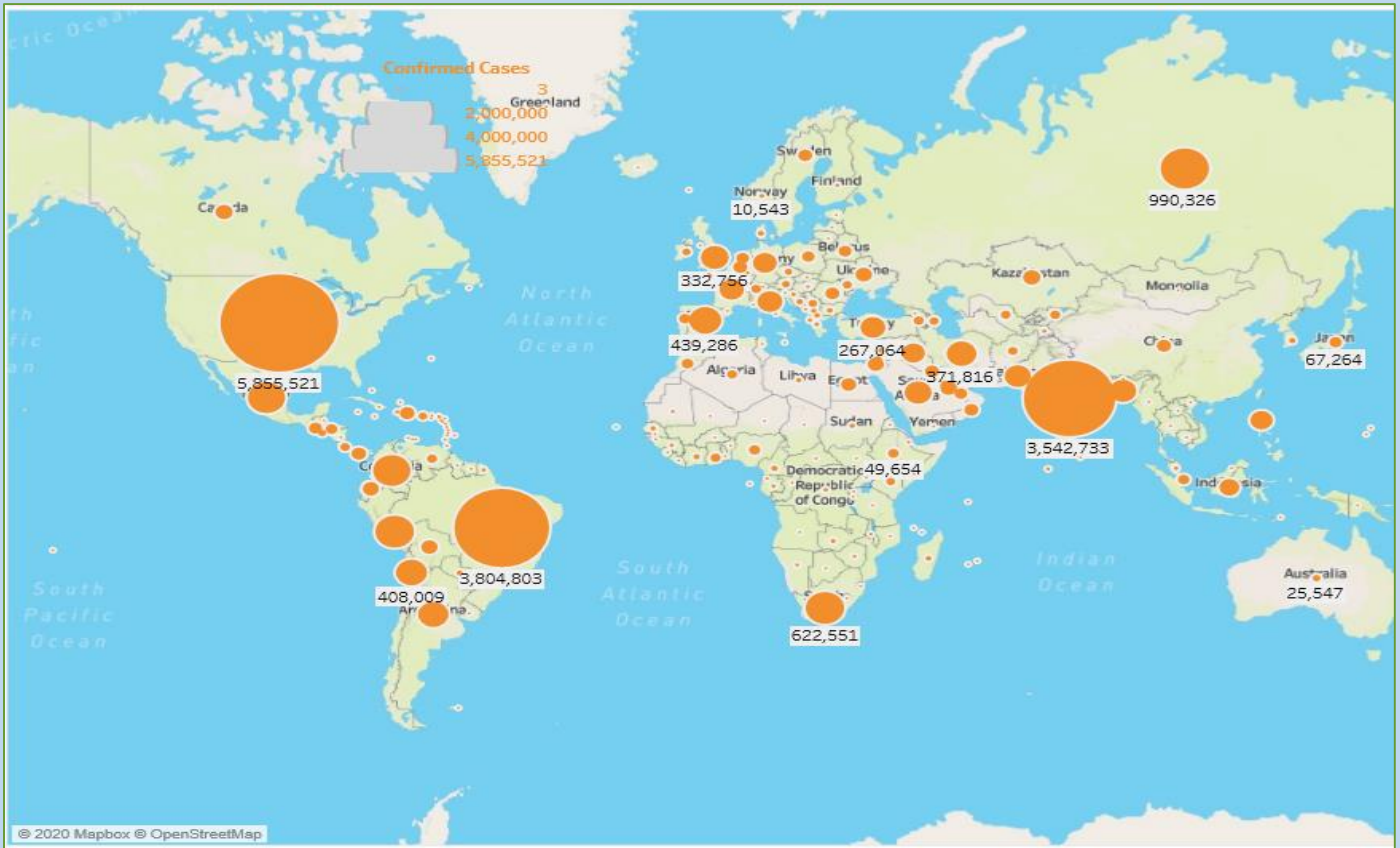 Confirmed Cases
3
2,000,000
4,000,000
5,855,521
Greenland
Sweden
Finland
Norway
10,543
990,326
Canada
Belarus
Ukraine
332,756
Kazakhstan
Mongolia
North
Atlantic
Ocean
439,286
Turkey
267,064
China
Japan
67,264
5,855,521
Algeria
Libya
Egypt
371,816
Sudan
Yemen
3,542,733
Colombia
49,654
Democratic
Republic
of Congo
Indonesia
3,804,803
South
Atlantic
Ocean
Indian
Ocean
Australia
25,547
408,009
Argentina
622,551
South
Pacific
Ocean
© 2020 Mapbox © OpenStreetMap